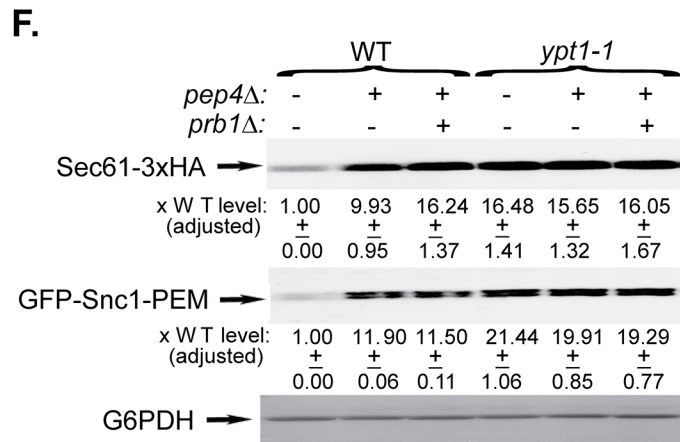 F.
WT ypt1-1
pep4Δ: - + + - + +
prb1Δ: - - + - - +
Sec61-3xHA
x W T level: 1.00 9.93 16.24 16.48 15.65 16.05
(adjusted) ± ± ± ± ± ±
0.00 0.95 1.37 1.41 1.32 1.67
GFP-Snc1-PEM
x W T level: 1.00 11.90 11.50 21.44 19.91 19.29
(adjusted) ± ± ± ± ± ±
0.00 0.06 0.11 1.06 0.85 0.77
G6PDH